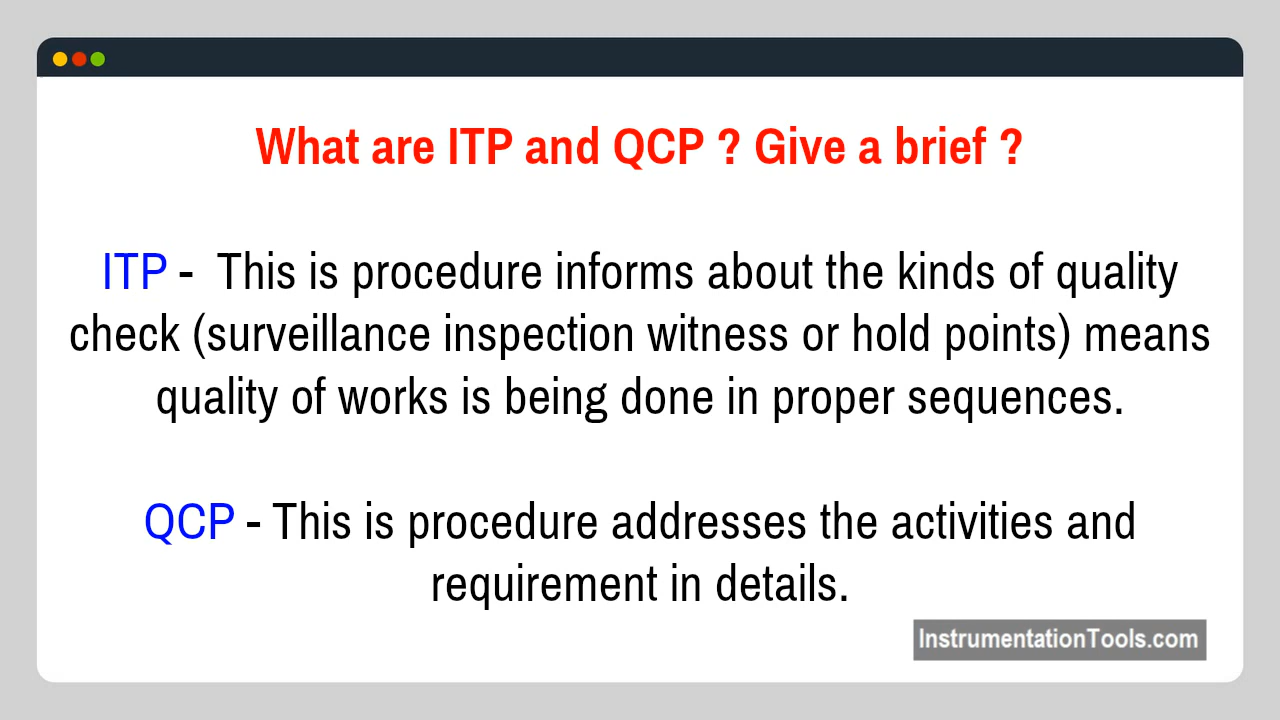 What are ITP and QCP ? Give a brief ?
ITP - This is procedure informs about the kinds of quality
check (surveillance inspection witness or hold points) means
quality of works is being done in proper sequences.
QCP - This is procedure addresses the activities and
requirement in details.
InstrumentationTools.com